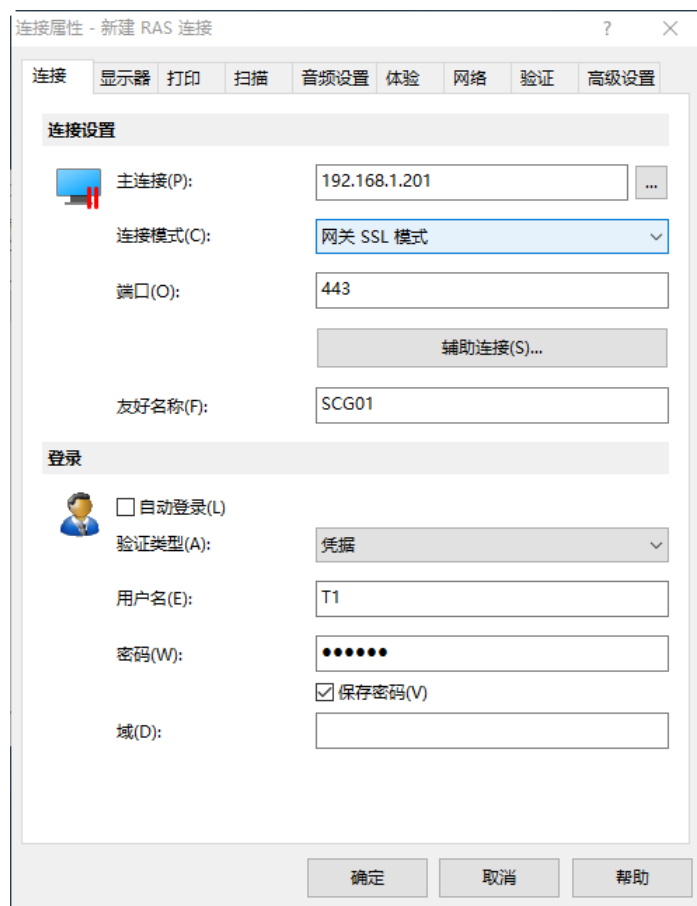 连接属性 - 新建 RAS 连接 ?
连接 显示器 打印 扫描 音频设置 体验 网络 验证 高级设置
连接设置
主连接(P): 192.168.1.201 ...
连接模式(C): 网关 SSL 模式
端口(O): 443
辅助连接(S)...
友好名称(F): SCG01
登录
自动登录(L)
验证类型(A): 凭据
用户名(E): T1
密码(W): ●●●●●●
保存密码(V)
域(D):
确定 取消 帮助